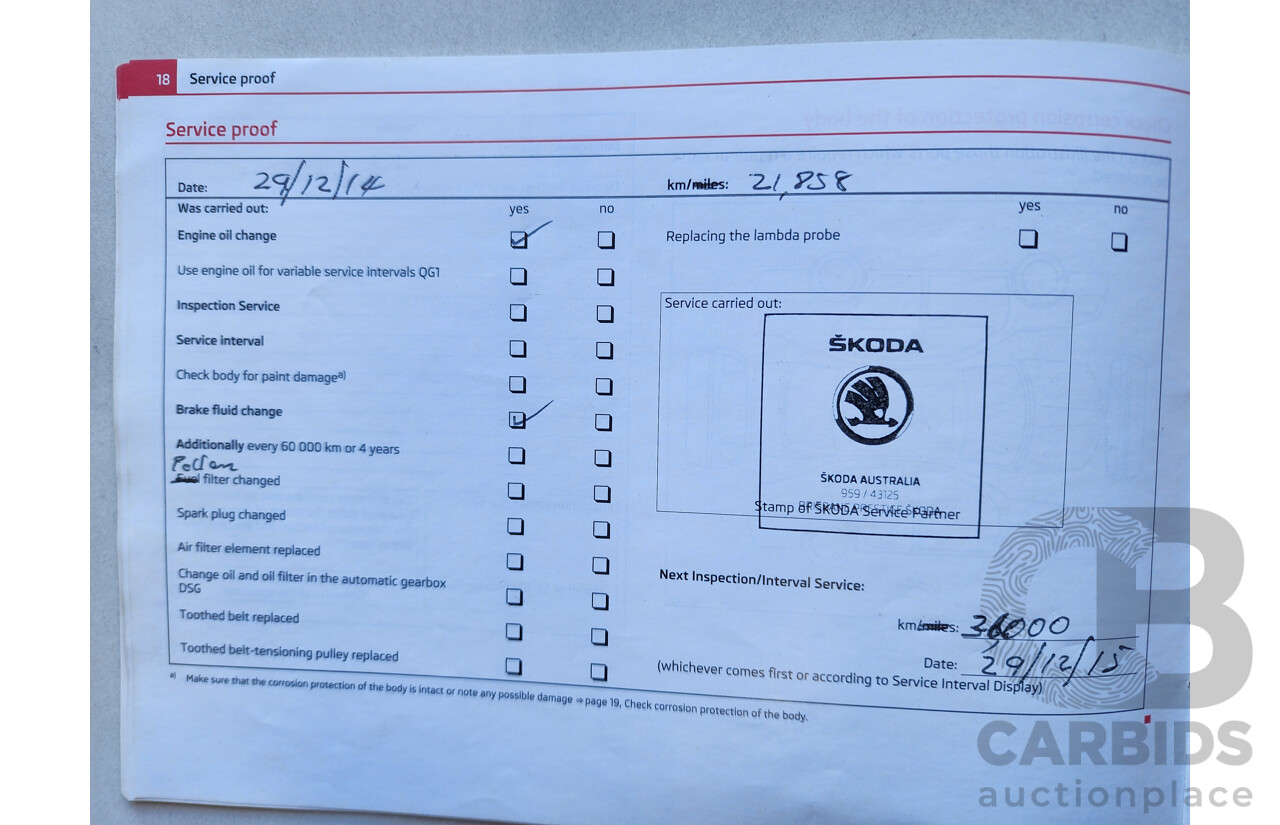 18 Service proof
Service proof
Date: 29/12/14 km/miles: 21,858
Was carried out: yes no yes no
Engine oil change
Replacing the lambda probe
Use engine oil for variable service intervals QG1
Inspection Service
Service carried out:
Service interval
ŠKODA
Check body for paint damage a)
Brake fluid change
Additionally every 60 000 km or 4 years
Pollen
Fuel filter changed
ŠKODA AUSTRALIA
959 / 43125
Stamp of ŠKODA Service Partner
Spark plug changed
Air filter element replaced
Change oil and oil filter in the automatic gearbox
DSG
Next Inspection/Interval Service:
Toothed belt replaced
km/miles: 36000
Toothed belt-tensioning pulley replaced
Date: 29/12/15
(whichever comes first or according to Service Interval Display)
a) Make sure that the corrosion protection of the body is intact or note any possible damage ⇒ page 19, Check corrosion protection of the body.
CB
CARBIDS
auctionplace